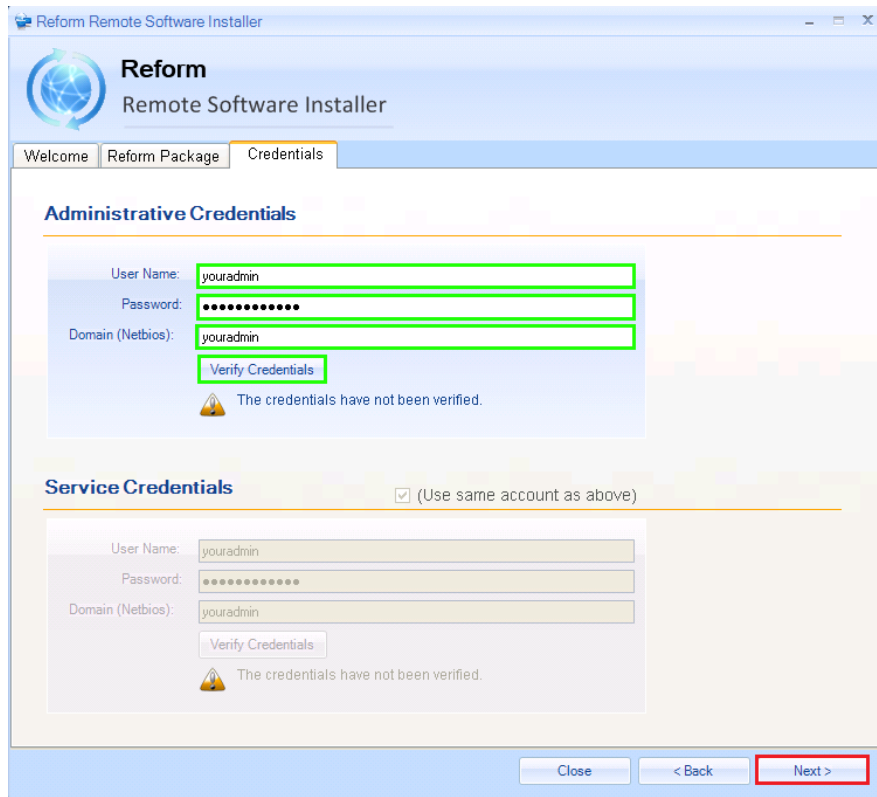 Reform Remote Software Installer
Reform
Remote Software Installer
Welcome Reform Package Credentials
Administrative Credentials
User Name: youradmin
Password: ●●●●●●●●●●●●
Domain (Netbios): youradmin
Verify Credentials
The credentials have not been verified.
Service Credentials (Use same account as above)
User Name: youradmin
Password: ●●●●●●●●●●●●
Domain (Netbios): youradmin
Verify Credentials
The credentials have not been verified.
Close < Back Next >